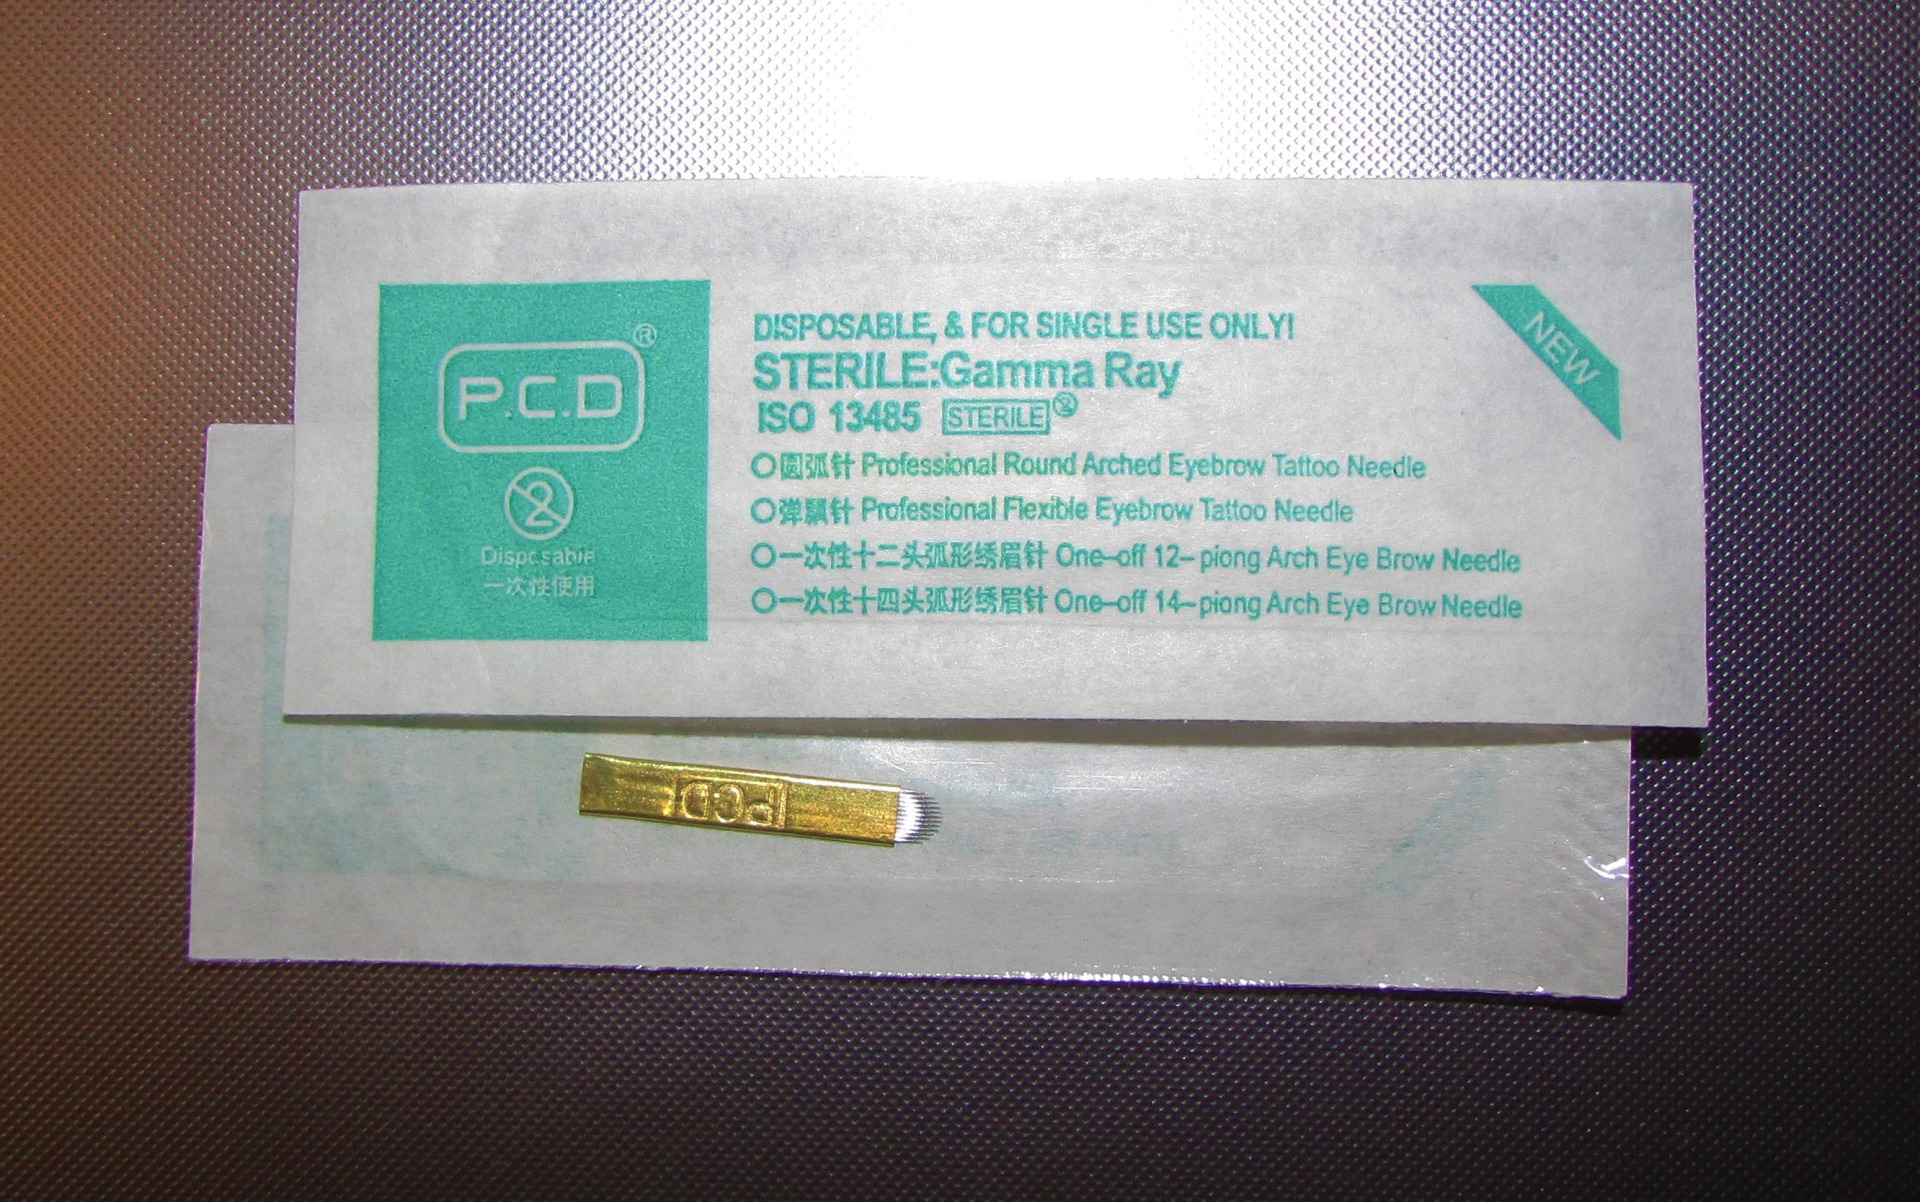 P.C.D®
Disposable
一次性使用
DISPOSABLE, & FOR SINGLE USE ONLY!
STERILE:Gamma Ray
ISO 13485 STERILE 2
○圆弧针 Professional Round Arched Eyebrow Tattoo Needle
○弹飘针 Professional Flexible Eyebrow Tattoo Needle
○一次性十二头弧形绣眉针 One-off 12- piong Arch Eye Brow Needle
○一次性十四头弧形绣眉针 One-off 14-piong Arch Eye Brow Needle
NEW
PCD